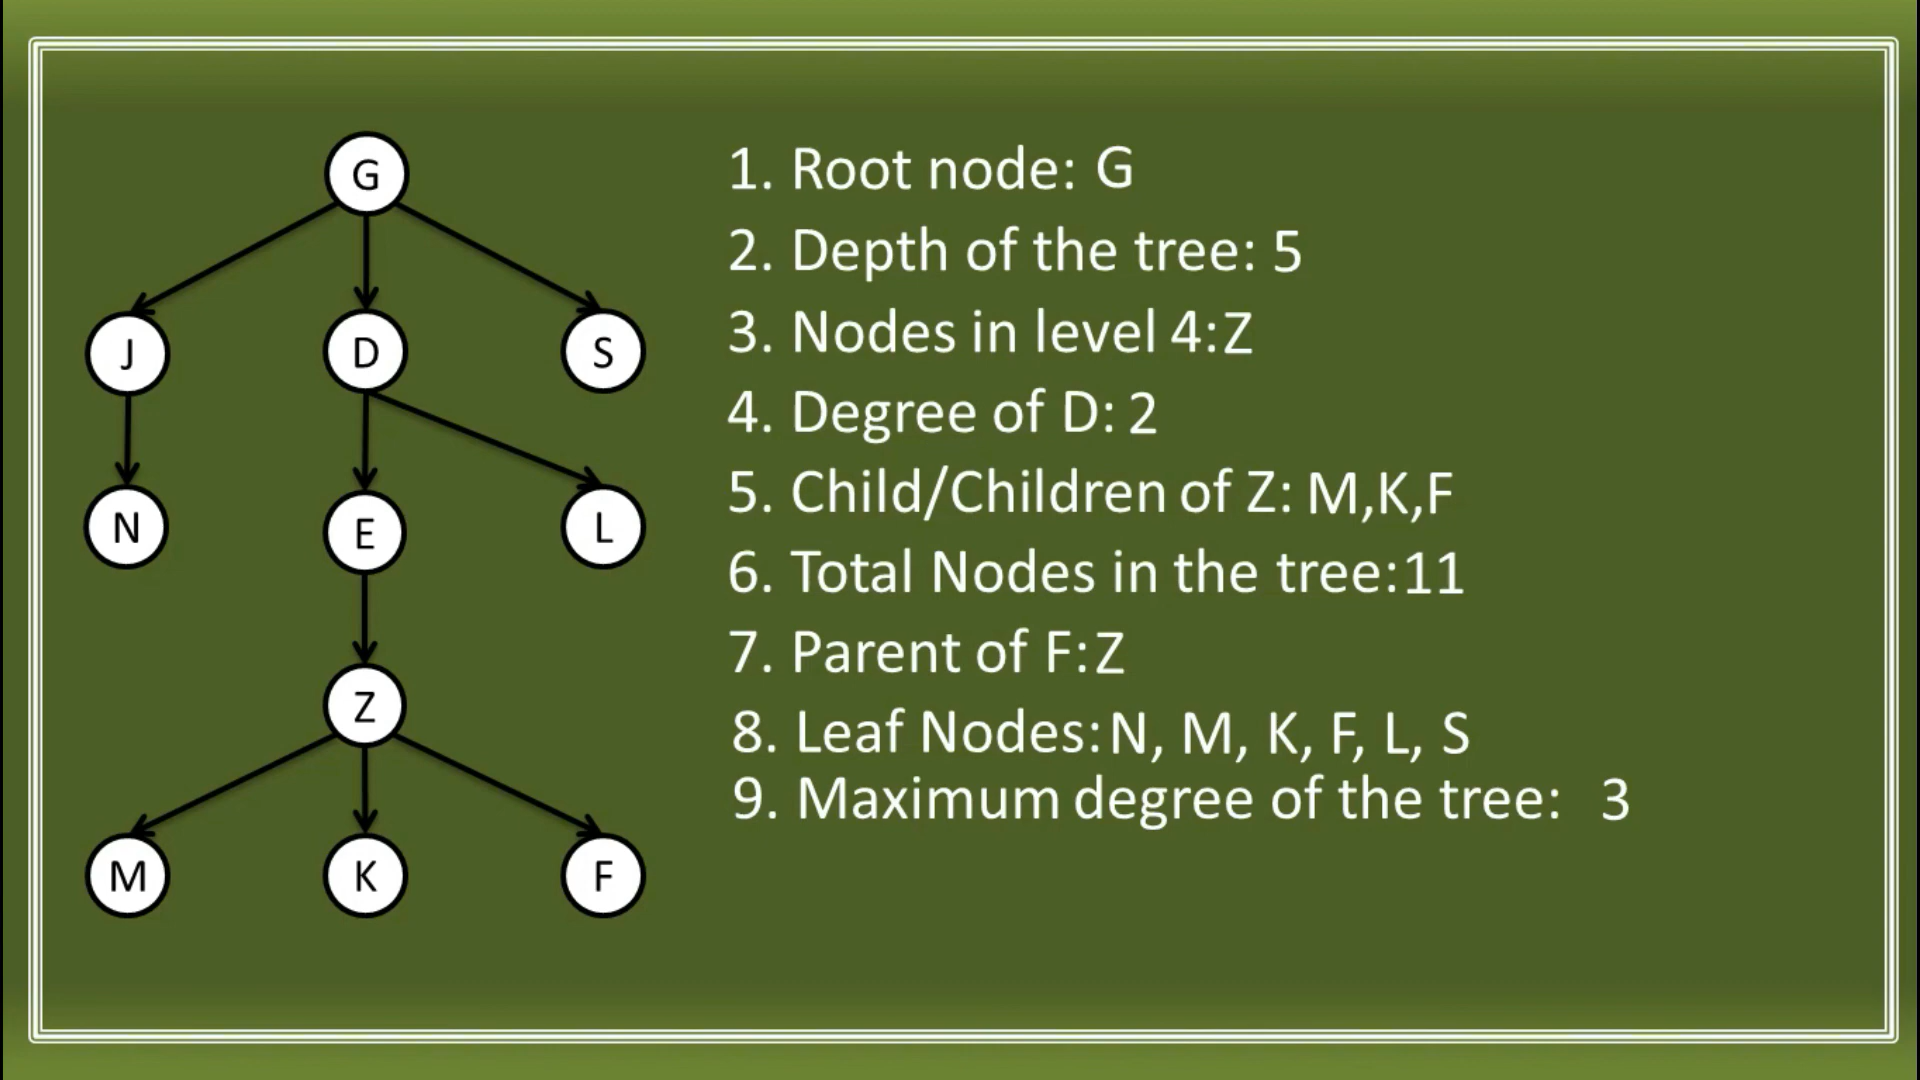 G
J
D
S
N
E
L
Z
M
K
F
1. Root node: G
2. Depth of the tree: 5
3. Nodes in level 4:Z
4. Degree of D: 2
5. Child/Children of Z: M,K,F
6. Total Nodes in the tree:11
7. Parent of F:Z
8. Leaf Nodes:N, M, K, F, L, S
9. Maximum degree of the tree: 3